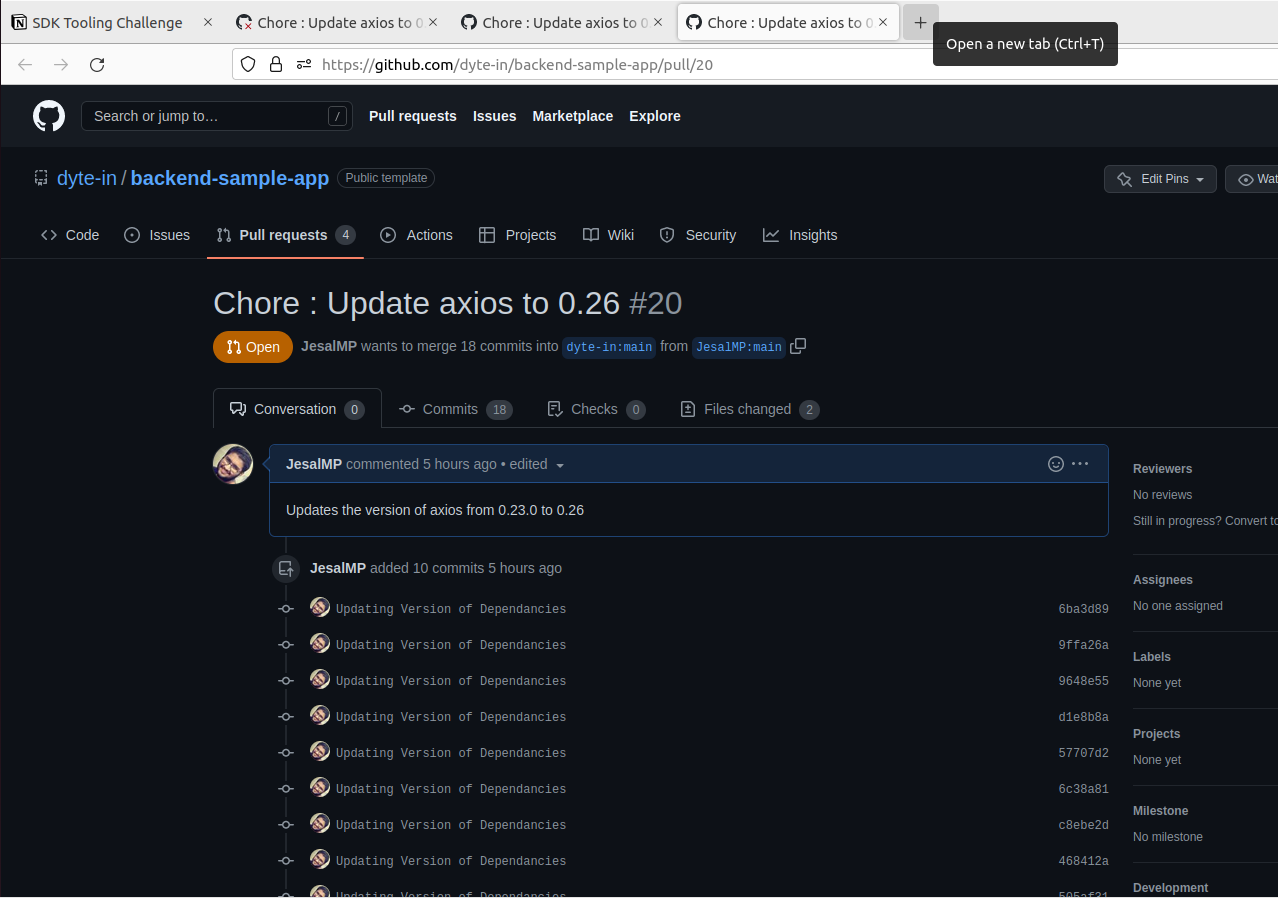 SDK Tooling Challenge
Chore : Update axios to 0
Chore : Update axios to 0
Chore : Update axios to 0
Open a new tab (Ctrl+T)
https://github.com/dyte-in/backend-sample-app/pull/20
Search or jump to…
/
Pull requests
Issues
Marketplace
Explore
dyte-in / backend-sample-app
Public template
Edit Pins
Wat
Code
Issues
Pull requests 4
Actions
Projects
Wiki
Security
Insights
Chore : Update axios to 0.26 #20
Open
JesalMP wants to merge 18 commits into dyte-in:main from JesalMP:main
Conversation 0
Commits 18
Checks 0
Files changed 2
JesalMP commented 5 hours ago • edited
Updates the version of axios from 0.23.0 to 0.26
JesalMP added 10 commits 5 hours ago
Updating Version of Dependancies 6ba3d89
Updating Version of Dependancies 9ffa26a
Updating Version of Dependancies 9648e55
Updating Version of Dependancies d1e8b8a
Updating Version of Dependancies 57707d2
Updating Version of Dependancies 6c38a81
Updating Version of Dependancies c8ebe2d
Updating Version of Dependancies 468412a
Updating Version of Dependancies 505af31
Reviewers
No reviews
Still in progress? Convert to
Assignees
No one assigned
Labels
None yet
Projects
None yet
Milestone
No milestone
Development